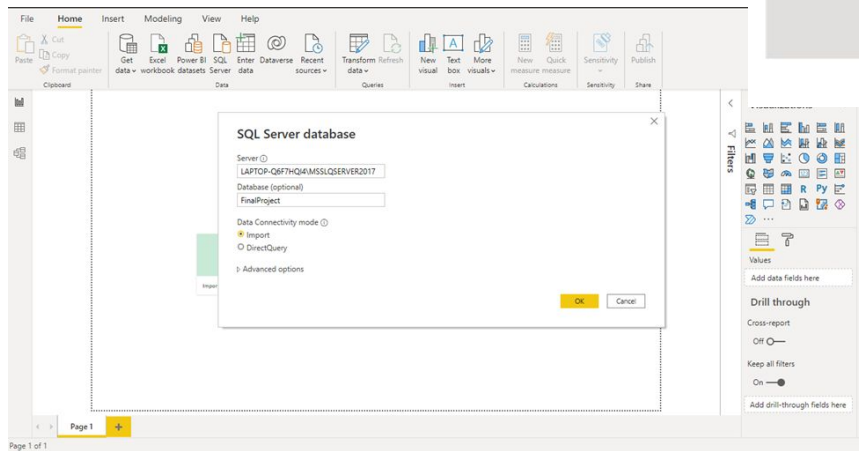 File Home Insert Modeling View Help
Paste
Cut
Copy
Format painter
Clipboard
Get data
Excel workbook
Power BI datasets
SQL Server
Enter data
Dataverse
Recent sources
Data
Transform data
Refresh
Queries
New visual
Text box
More visuals
Insert
New measure
Quick measure
Calculations
Sensitivity
Sensitivity
Publish
Share
SQL Server database
Server
LAPTOP-Q6F7HQI4\MSSLQSERVER2017
Database (optional)
FinalProject
Data Connectivity mode
Import
DirectQuery
Advanced options
OK Cancel
Impor
Filters
Visualizations
R Py
Values
Add data fields here
Drill through
Cross-report
Off
Keep all filters
On
Add drill-through fields here
Page 1
Page 1 of 1